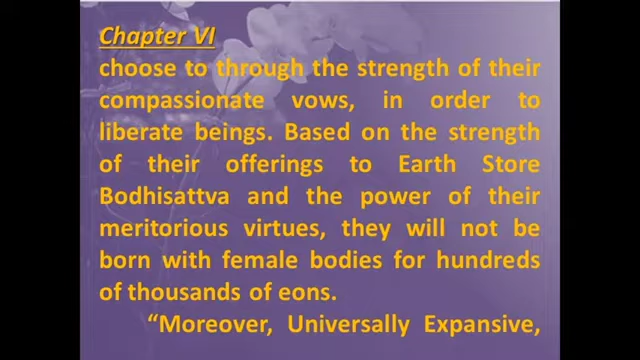 Chapter VI
choose to through the strength of their
compassionate vows, in order to
liberate beings. Based on the strength
of their offerings to Earth Store
Bodhisattva and the power of their
meritorious virtues, they will not be
born with female bodies for hundreds
of thousands of eons.
“Moreover, Universally Expansive,